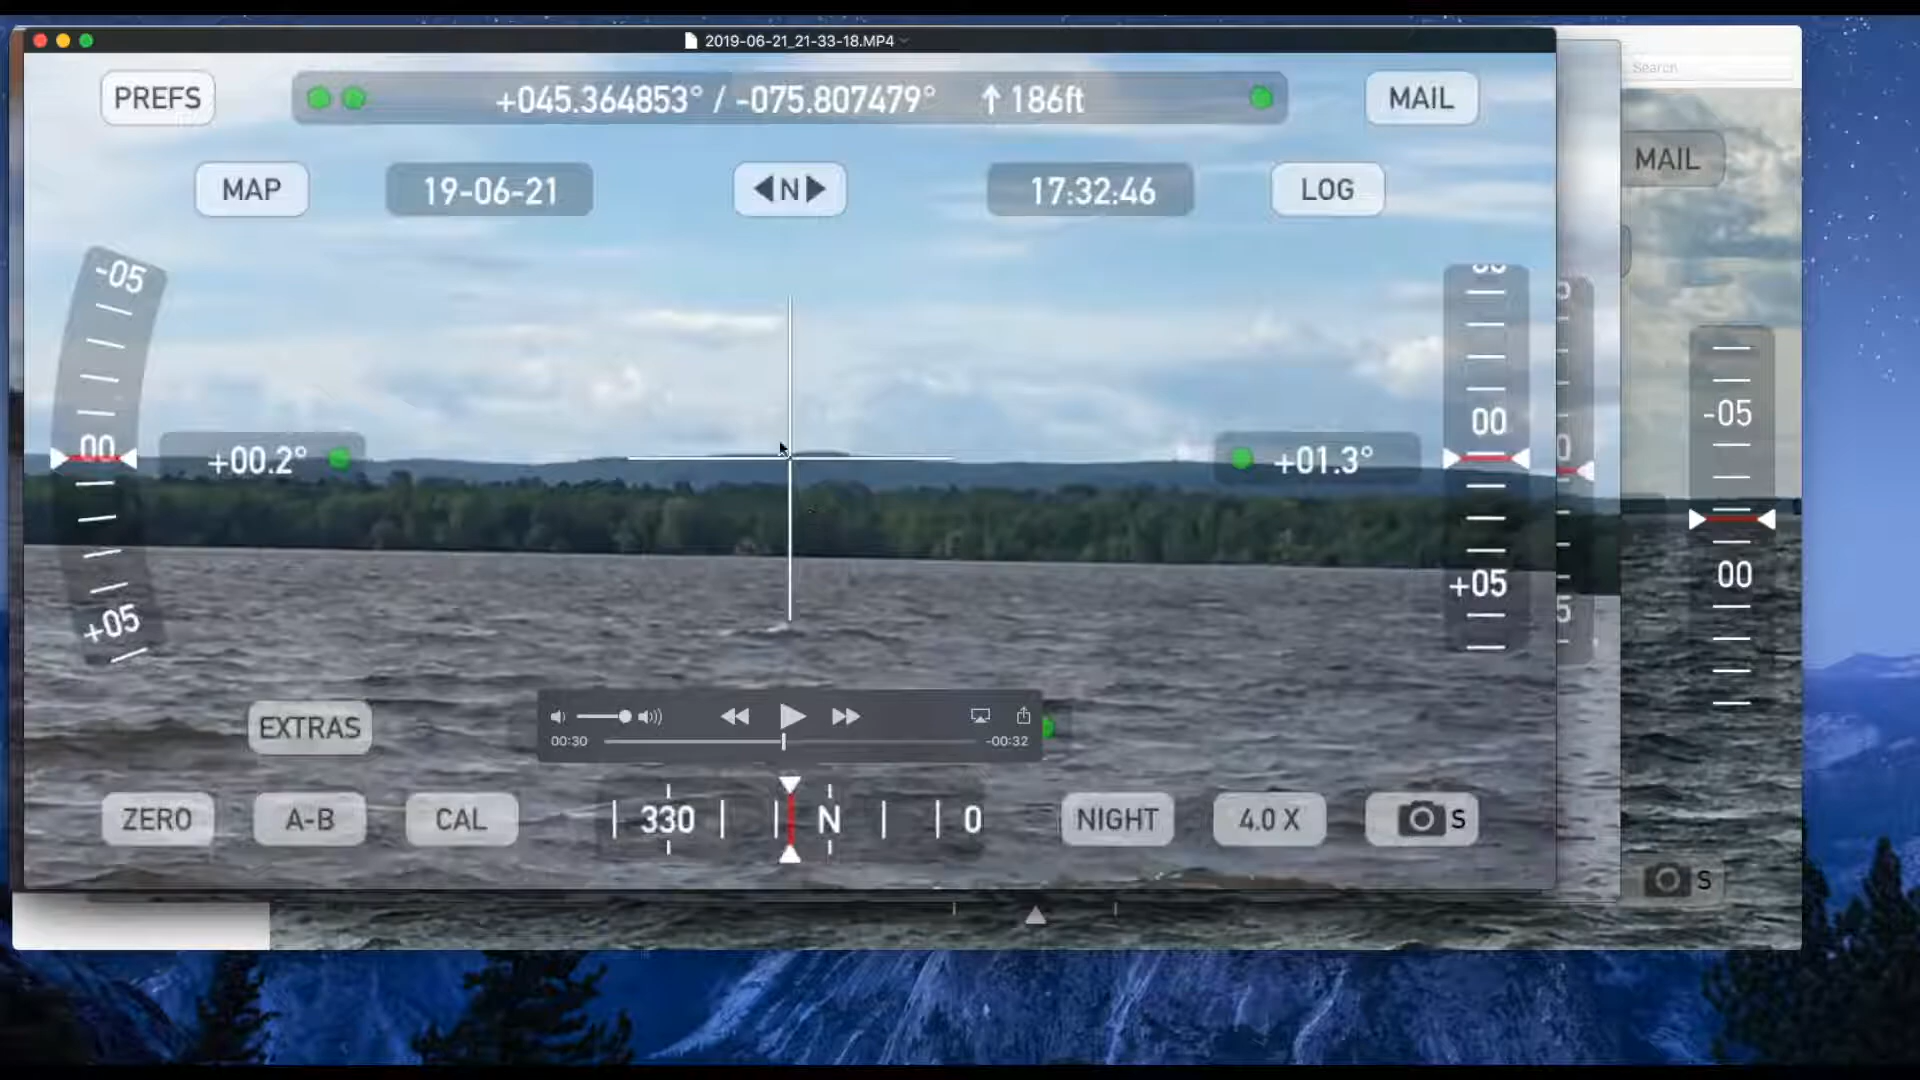 2019-06-21_21-33-18.MP4
Search
PREFS
+045.364853° / -075.807479° ↑ 186ft
MAIL
MAIL
MAP
19-06-21
◀N▶
17:32:46
LOG
-05
00
+05
+00.2°
+01.3°
00
+05
-05
00
EXTRAS
00:30
-00:32
ZERO
A-B
CAL
330
N
0
NIGHT
4.0 X
S
S